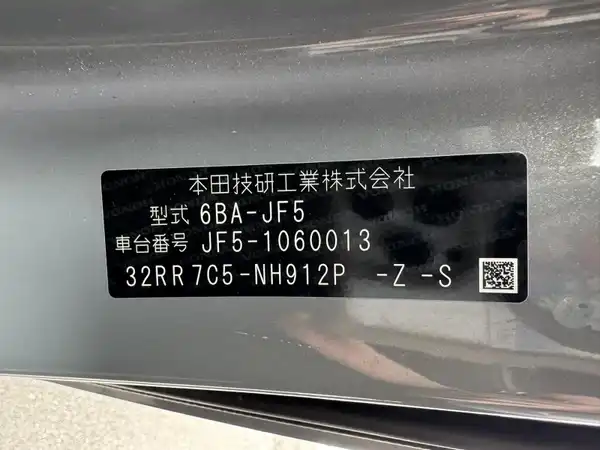 本田技研工業株式会社
型式 6BA-JF5
車台番号 JF5-1060013
32RR7C5-NH912P -Z -S